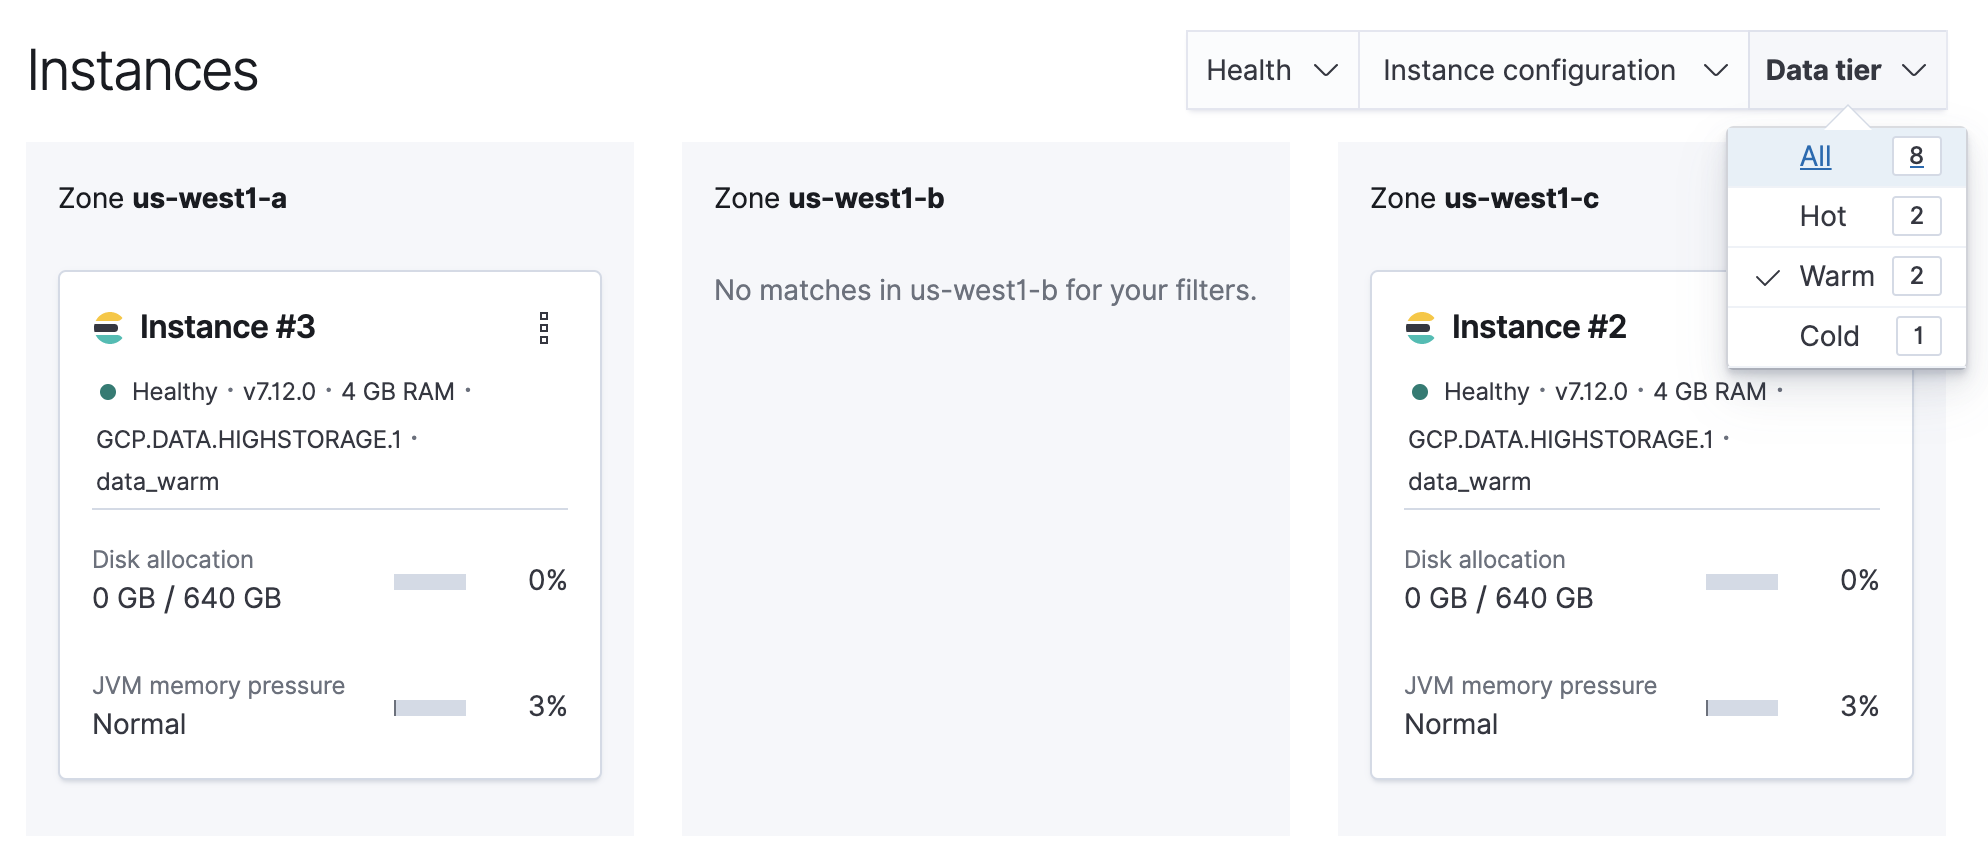 Instances
Health
Instance configuration
Data tier
All 8
Hot 2
Warm 2
Cold 1
Zone us-west1-a
Instance #3
Healthy · v7.12.0 · 4 GB RAM ·
GCP.DATA.HIGHSTORAGE.1 ·
data_warm
Disk allocation
0 GB / 640 GB
0%
JVM memory pressure
Normal
3%
Zone us-west1-b
No matches in us-west1-b for your filters.
Zone us-west1-c
Instance #2
Healthy · v7.12.0 · 4 GB RAM ·
GCP.DATA.HIGHSTORAGE.1 ·
data_warm
Disk allocation
0 GB / 640 GB
0%
JVM memory pressure
Normal
3%